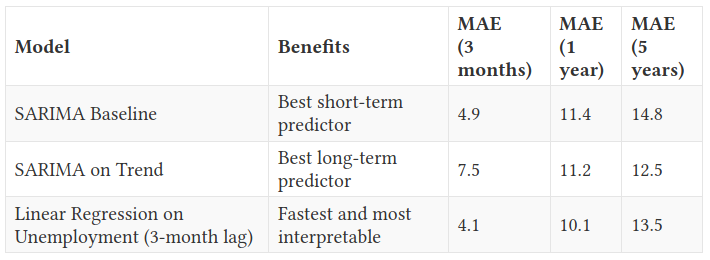 Model Benefits MAE (3 months) MAE (1 year) MAE (5 years)
SARIMA Baseline Best short-term predictor 4.9 11.4 14.8
SARIMA on Trend Best long-term predictor 7.5 11.2 12.5
Linear Regression on Unemployment (3-month lag) Fastest and most interpretable 4.1 10.1 13.5